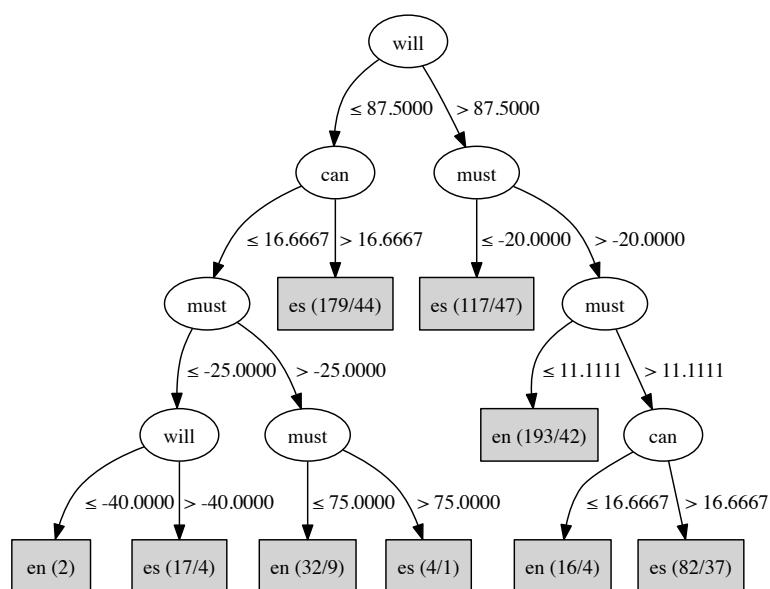 will
≤ 87.5000 > 87.5000
can must
≤ 16.6667 > 16.6667 ≤ -20.0000 > -20.0000
must es (179/44) es (117/47) must
≤ -25.0000 > -25.0000 ≤ 11.1111 > 11.1111
will must en (193/42) can
≤ -40.0000 > -40.0000 ≤ 75.0000 > 75.0000 ≤ 16.6667 > 16.6667
en (2) es (17/4) en (32/9) es (4/1) en (16/4) es (82/37)